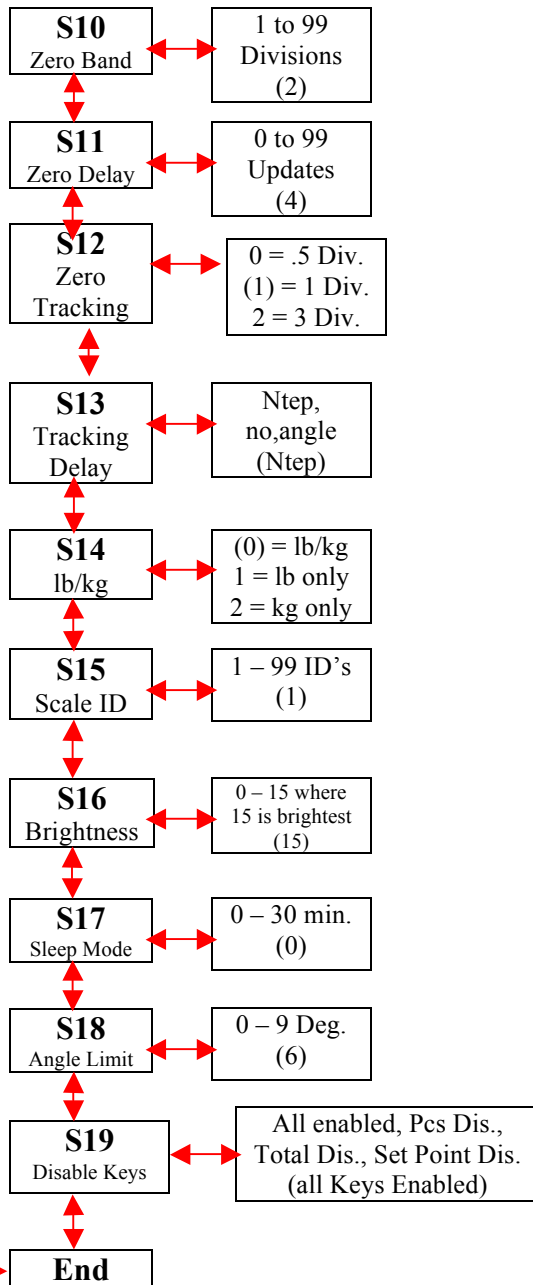 S10
Zero Band
1 to 99
Divisions
(2)
S11
Zero Delay
0 to 99
Updates
(4)
S12
Zero
Tracking
0 = .5 Div.
(1) = 1 Div.
2 = 3 Div.
S13
Tracking
Delay
Ntep,
no,angle
(Ntep)
S14
lb/kg
(0) = lb/kg
1 = lb only
2 = kg only
S15
Scale ID
1 – 99 ID’s
(1)
S16
Brightness
0 – 15 where
15 is brightest
(15)
S17
Sleep Mode
0 – 30 min.
(0)
S18
Angle Limit
0 – 9 Deg.
(6)
S19
Disable Keys
All enabled, Pcs Dis.,
Total Dis., Set Point Dis.
(all Keys Enabled)
End